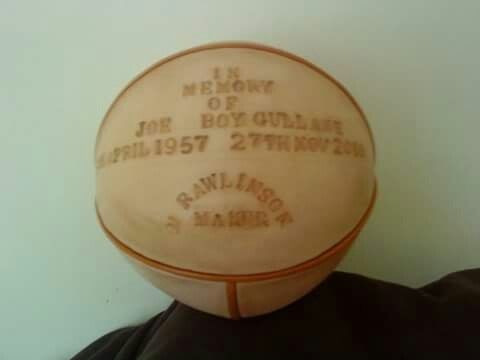 IN
MEMORY
OF
JOE BOY GULLANE
APRIL 1957 27TH NOV
RAWLINSON
MAKER